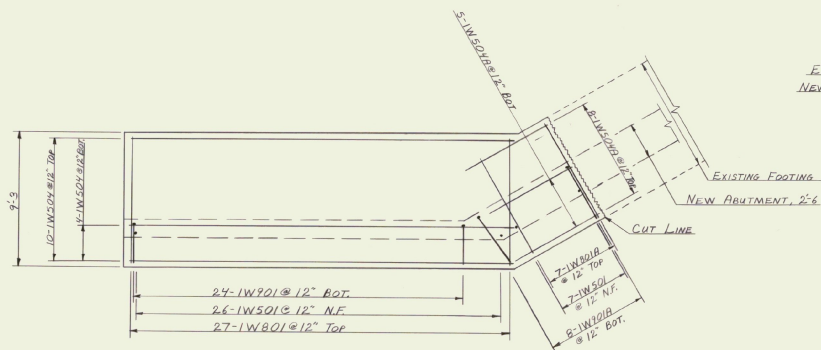 5-1W504A@12" BOT.
E
NEW
8-1W504A@12" TOP
9'-3
10-1W504@12" TOP
14-1W504@12" BOT.
EXISTING FOOTING
NEW ABUTMENT, 2'-6
CUT LINE
7-1W801A
@ 12" TOP
7-1W501
@ 12" N.F.
8-1W901A
@ 12" BOT.
24-1W901@12" BOT.
26-1W501@12" N.F.
27-1W801@12" TOP